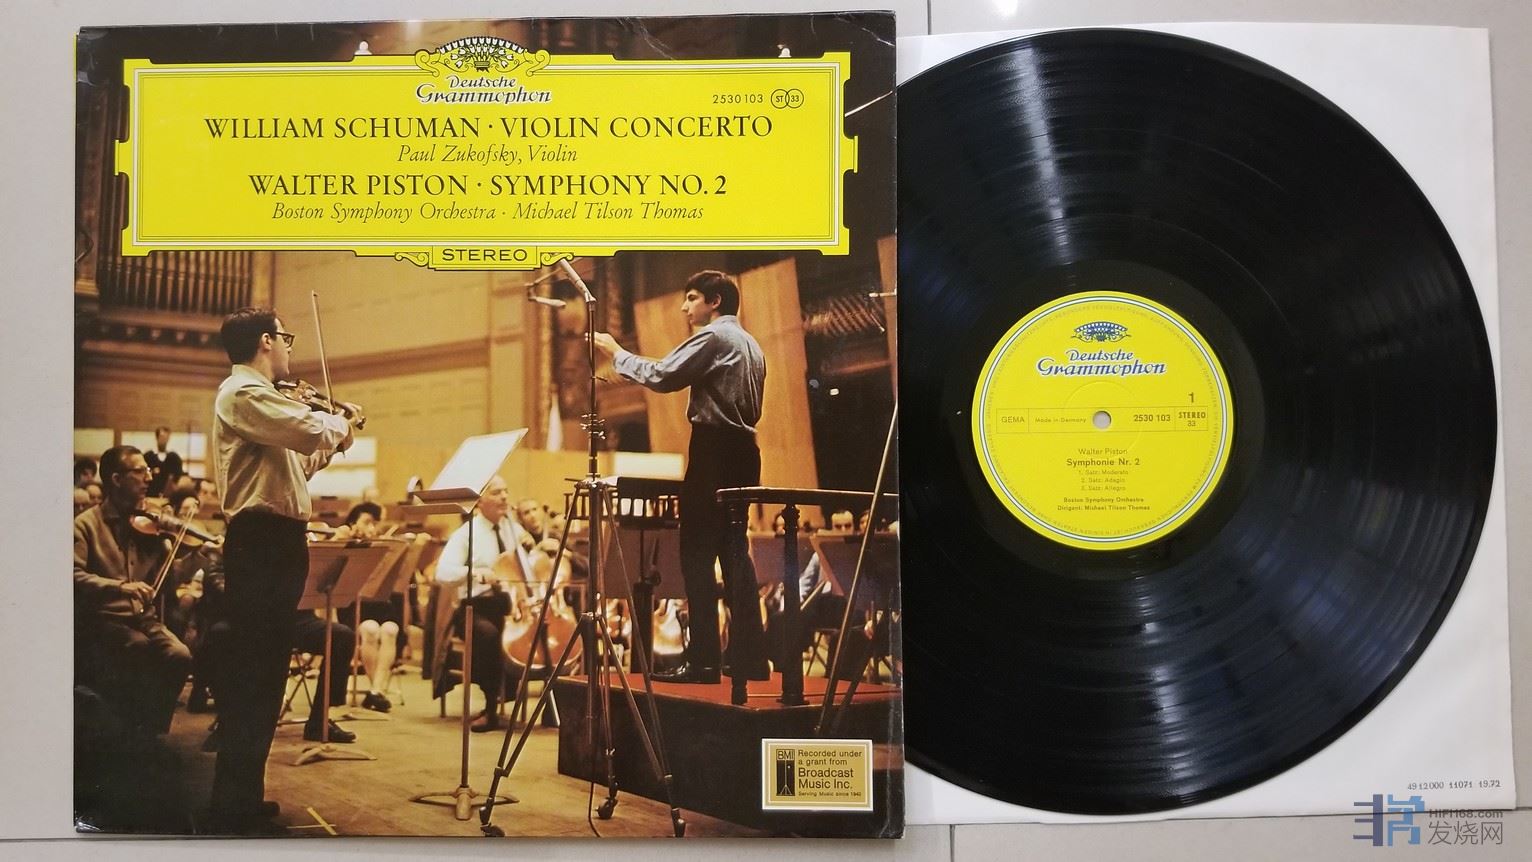 Deutsche
Grammophon
2530 103 ST 33
WILLIAM SCHUMAN · VIOLIN CONCERTO
Paul Zukofsky, Violin
WALTER PISTON · SYMPHONY NO. 2
Boston Symphony Orchestra · Michael Tilson Thomas
STEREO
BMI
Recorded under
a grant from
Broadcast
Music Inc.
Serving Music since 1940
Deutsche
Grammophon
1
GEMA Made in Germany 2530 103 STEREO
33
Walter Piston
Symphonie Nr. 2
1. Satz: Moderato
2. Satz: Adagio
3. Satz: Allegro
Boston Symphony Orchestra
Dirigent: Michael Tilson Thomas
4912000 11071 19.72
HIFI168.com
发烧网